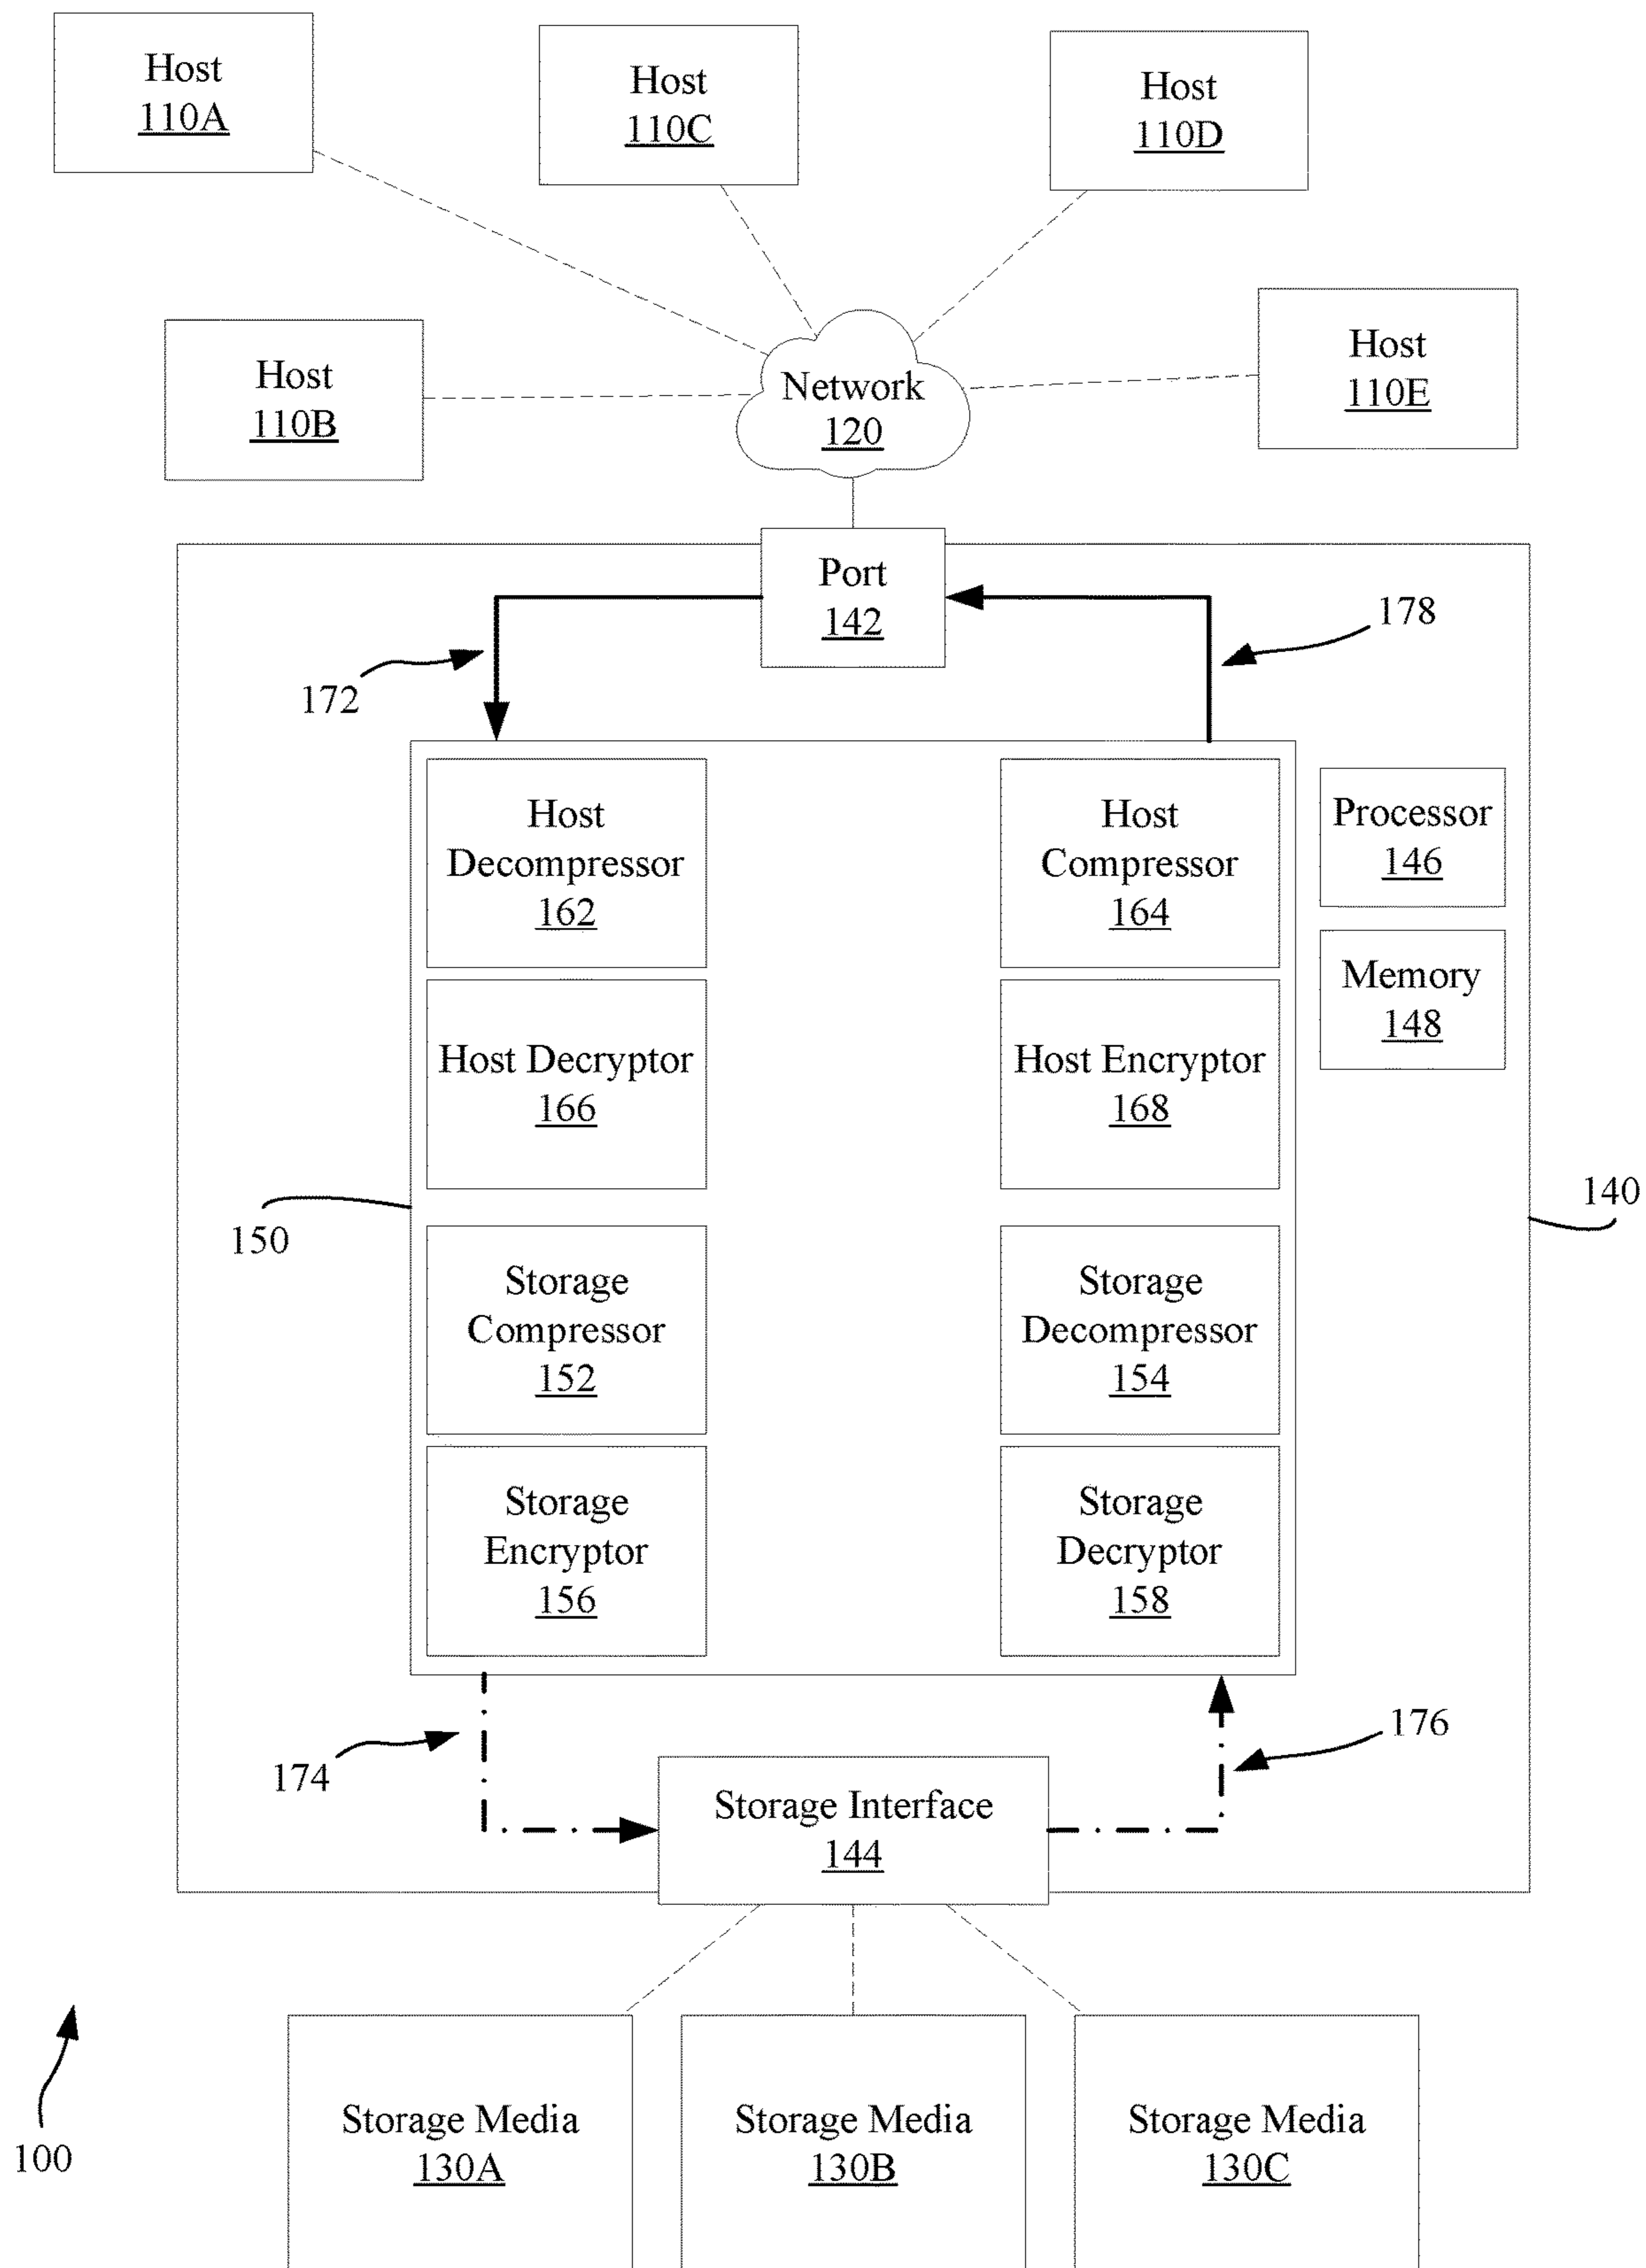 Host
110A
Host
110C
Host
110D
Host
110B
Network
120
Host
110E
Port
142
172
178
Host
Decompressor
162
Host
Compressor
164
Processor
146
Memory
148
Host Decryptor
166
Host Encryptor
168
150
140
Storage
Compressor
152
Storage
Decompressor
154
Storage
Encryptor
156
Storage
Decryptor
158
174
176
Storage Interface
144
100
Storage Media
130A
Storage Media
130B
Storage Media
130C